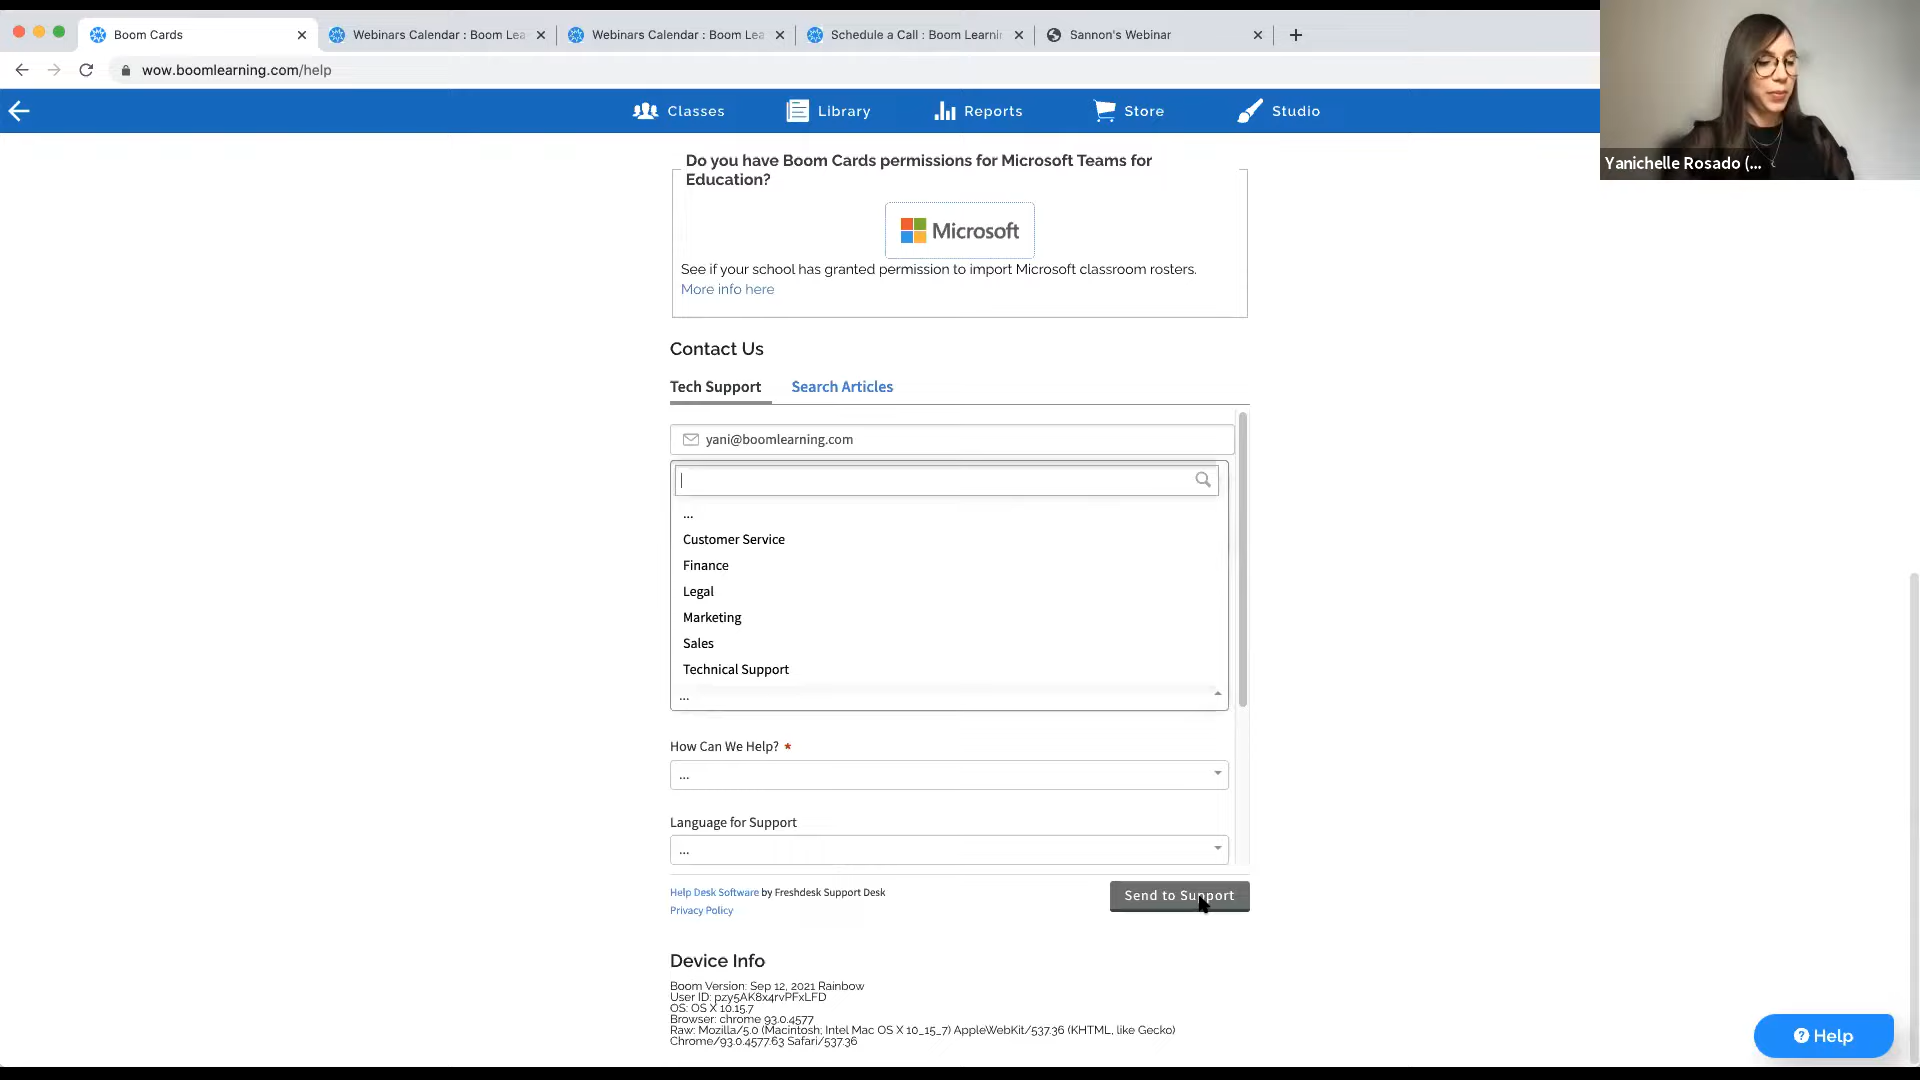 Boom Cards
Webinars Calendar : Boom Lea
Webinars Calendar : Boom Lea
Schedule a Call : Boom Learni
Sannon's Webinar
wow.boomlearning.com/help
Classes
Library
Reports
Store
Studio
Yanichelle Rosado (...
Do you have Boom Cards permissions for Microsoft Teams for
Education?
Microsoft
See if your school has granted permission to import Microsoft classroom rosters.
More info here
Contact Us
Tech Support
Search Articles
yani@boomlearning.com
...
Customer Service
Finance
Legal
Marketing
Sales
Technical Support
...
How Can We Help? *
...
Language for Support
...
Help Desk Software by Freshdesk Support Desk
Privacy Policy
Send to Support
Device Info
Boom Version: Sep 12, 2021 Rainbow
User ID: pzy5AK8x4rvPFxLFD
OS: OS X 10.15.7
Browser: chrome 93.0.4577
Raw: Mozilla/5.0 (Macintosh; Intel Mac OS X 10_15_7) AppleWebKit/537.36 (KHTML, like Gecko)
Chrome/93.0.4577.63 Safari/537.36
? Help